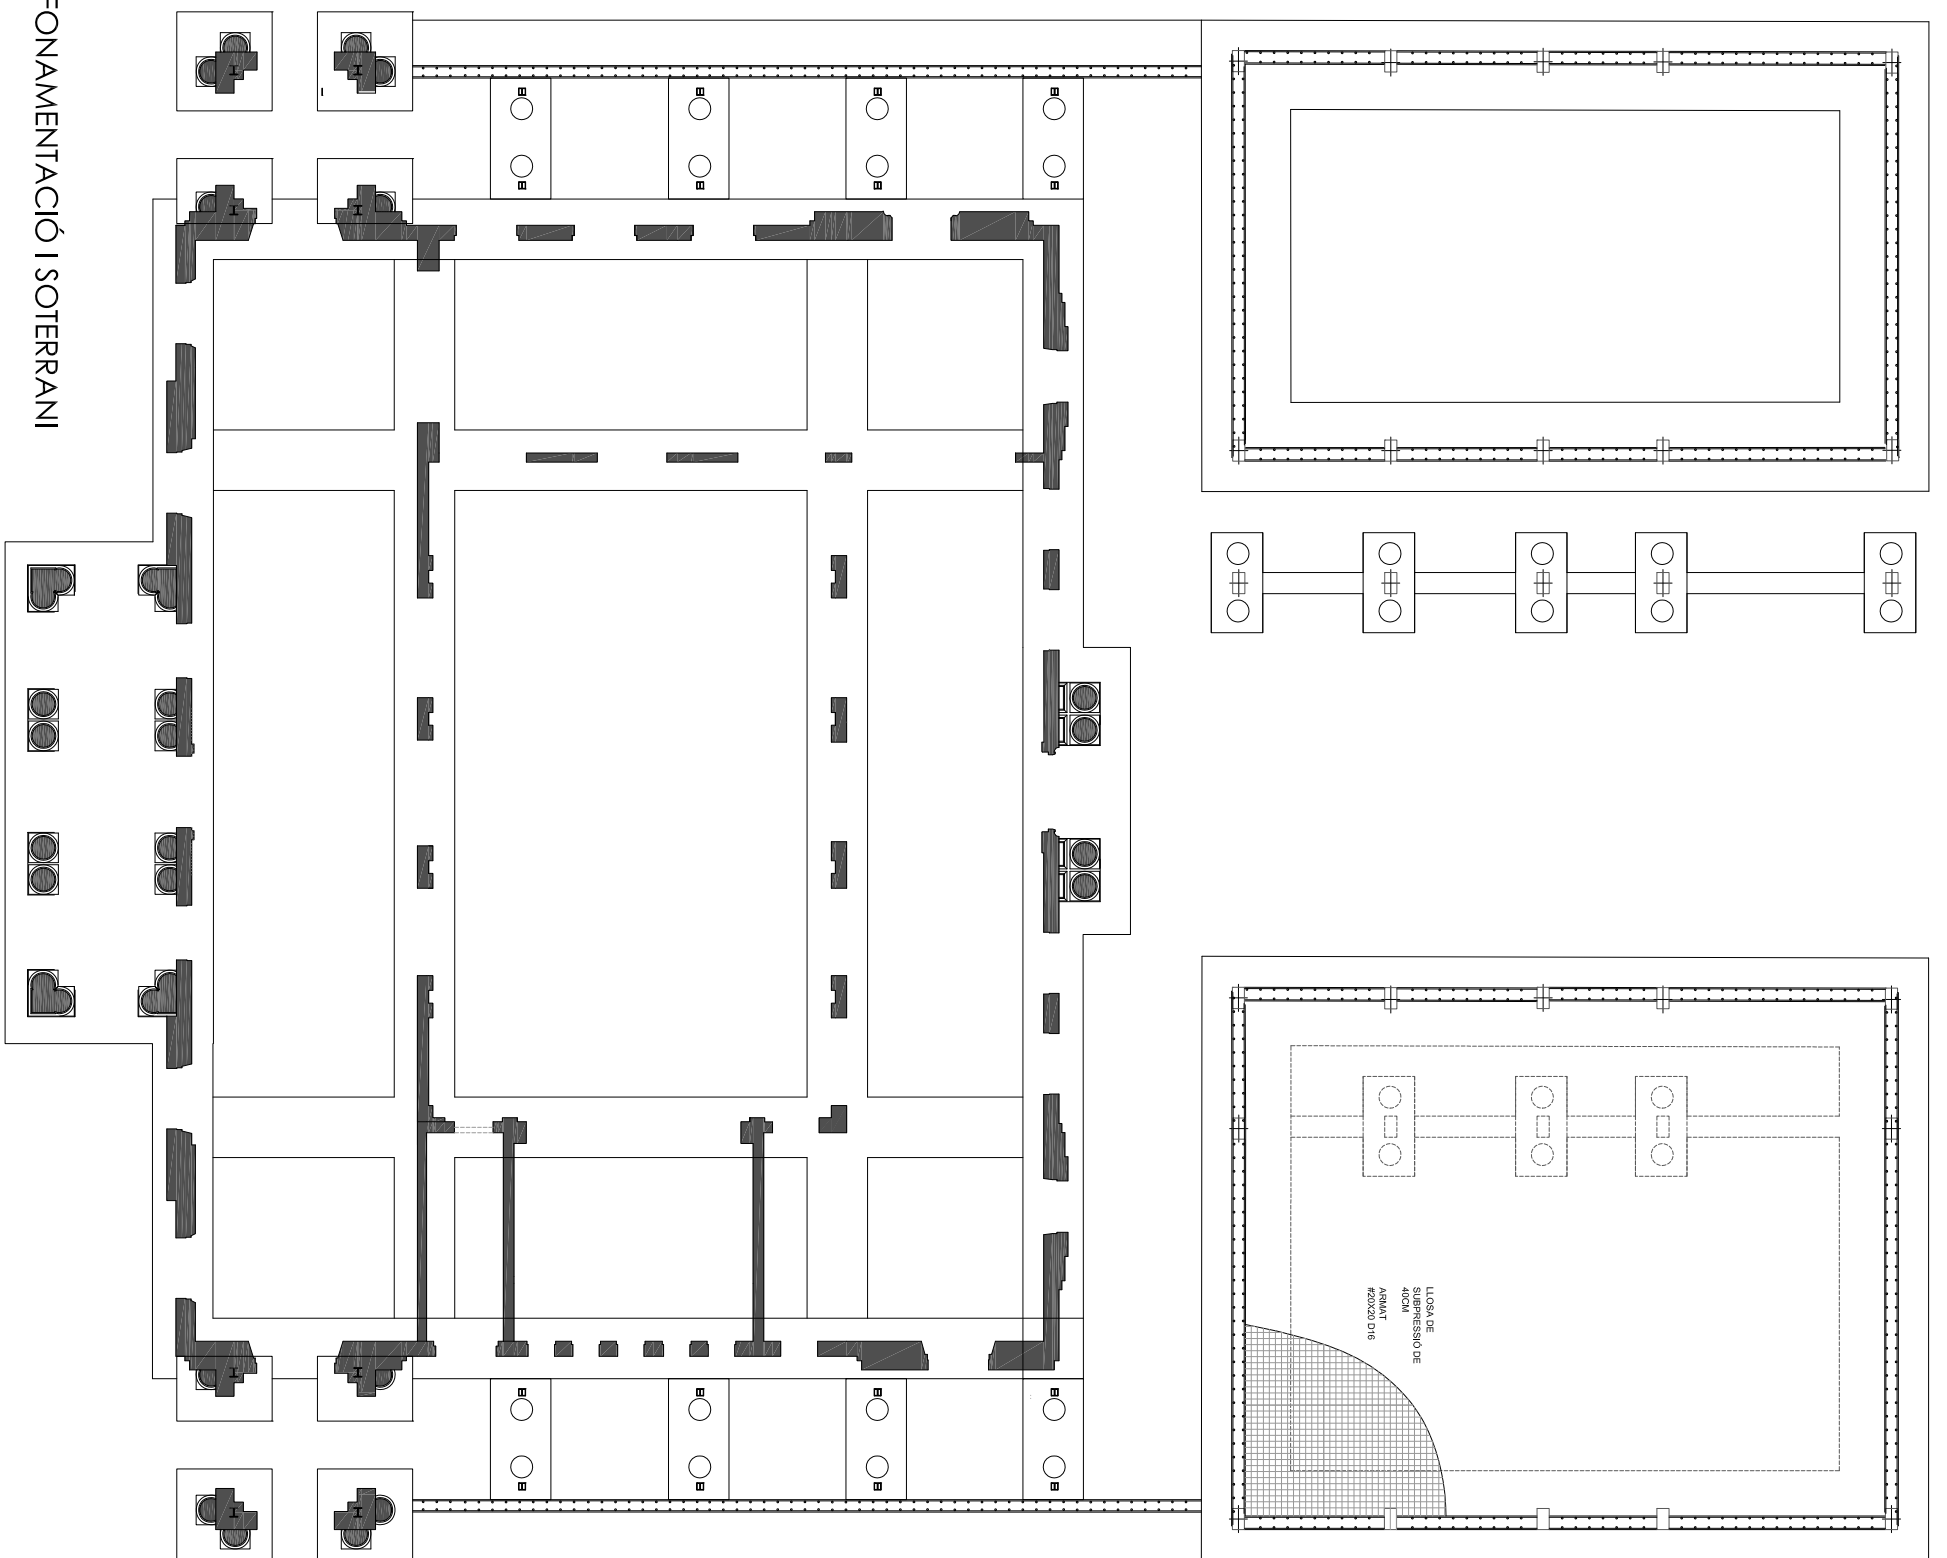 FONAMENTACIÓ I SOTERRANI
LLOSA DE
SUBPRESSIÓ DE
40CM
ARMAT
#20X20 D16